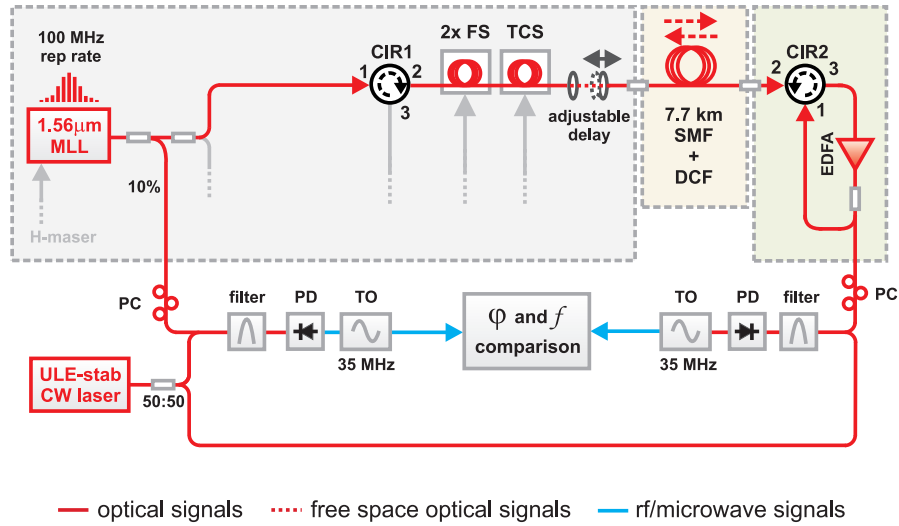 100 MHz
rep rate
1.56μm
MLL
10%
H-maser
CIR1
1
2
3
2x FS
TCS
adjustable
delay
7.7 km
SMF
+
DCF
CIR2
2
3
1
EDFA
PC
filter
PD
TO
35 MHz
φ and f
comparison
TO
PD
filter
35 MHz
PC
ULE-stab
CW laser
50:50
optical signals
free space optical signals
rf/microwave signals